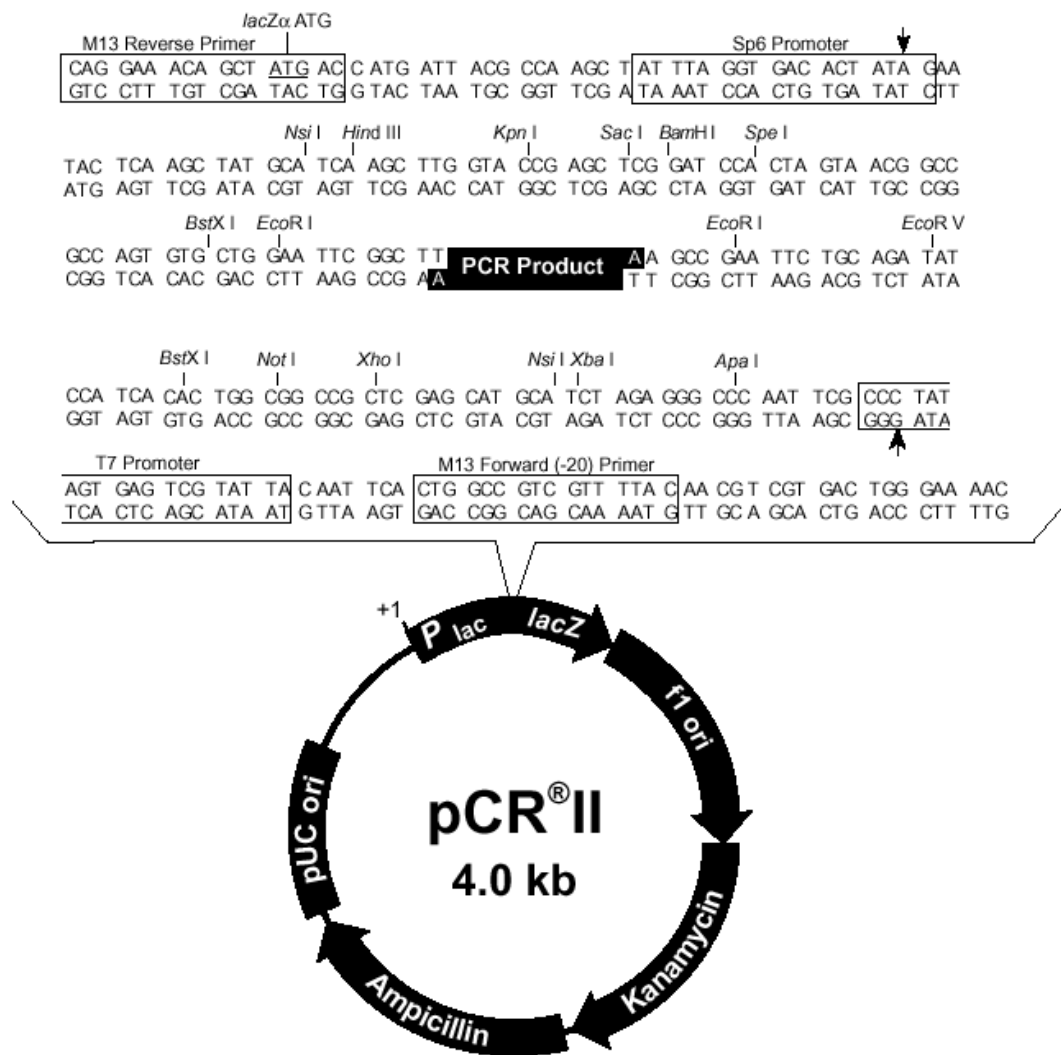 lacZα ATG
M13 Reverse Primer
Sp6 Promoter
CAG GAA ACA GCT ATG AC C ATG ATT ACG CCA AGC T AT TTA GGT GAC ACT ATA G AA
GTC CTT TGT CGA TAC TG G TAC TAA TGC GGT TCG A TA AAT CCA CTG TGA TAT C TT
Nsi I Hind III Kpn I Sac I BamH I Spe I
TAC TCA AGC TAT GCA TCA AGC TTG GTA CCG AGC TCG GAT CCA CTA GTA ACG GCC
ATG AGT TCG ATA CGT AGT TCG AAC CAT GGC TCG AGC CTA GGT GAT CAT TGC CGG
BstX I EcoR I EcoR I EcoR V
GCC AGT GTG CTG GAA TTC GGC TT PCR Product A A GCC GAA TTC TGC AGA TAT
CGG TCA CAC GAC CTT AAG CCG A A T T CGG CTT AAG ACG TCT ATA
BstX I Not I Xho I Nsi I Xba I Apa I
CCA TCA CAC TGG CGG CCG CTC GAG CAT GCA TCT AGA GGG CCC AAT TCG CCC TAT
GGT AGT GTG ACC GCC GGC GAG CTC GTA CGT AGA TCT CCC GGG TTA AGC GGG ATA
T7 Promoter M13 Forward (-20) Primer
AGT GAG TCG TAT TA C AAT TCA CTG GCC GTC GTT TTA C AA CGT CGT GAC TGG GAA AAC
TCA CTC AGC ATA AT G TTA AGT GAC CGG CAG CAA AAT G TT GCA GCA CTG ACC CTT TTG
+1
P lac lacZ
f1 ori
Kanamycin
Ampicillin
pUC ori
pCR®II
4.0 kb